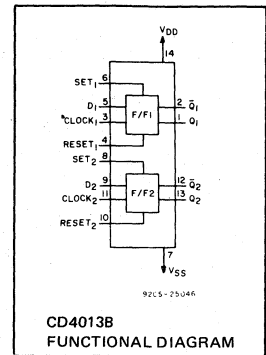 VDD
14
6
SET1
5
D1
F/F1
2
Q̅1
3
*CLOCK1
1
Q1
4
RESET1
SET2
8
9
D2
F/F2
12
Q̅2
11
CLOCK2
13
Q2
10
RESET2
7
VSS
92CS-25046
CD4013B
FUNCTIONAL DIAGRAM